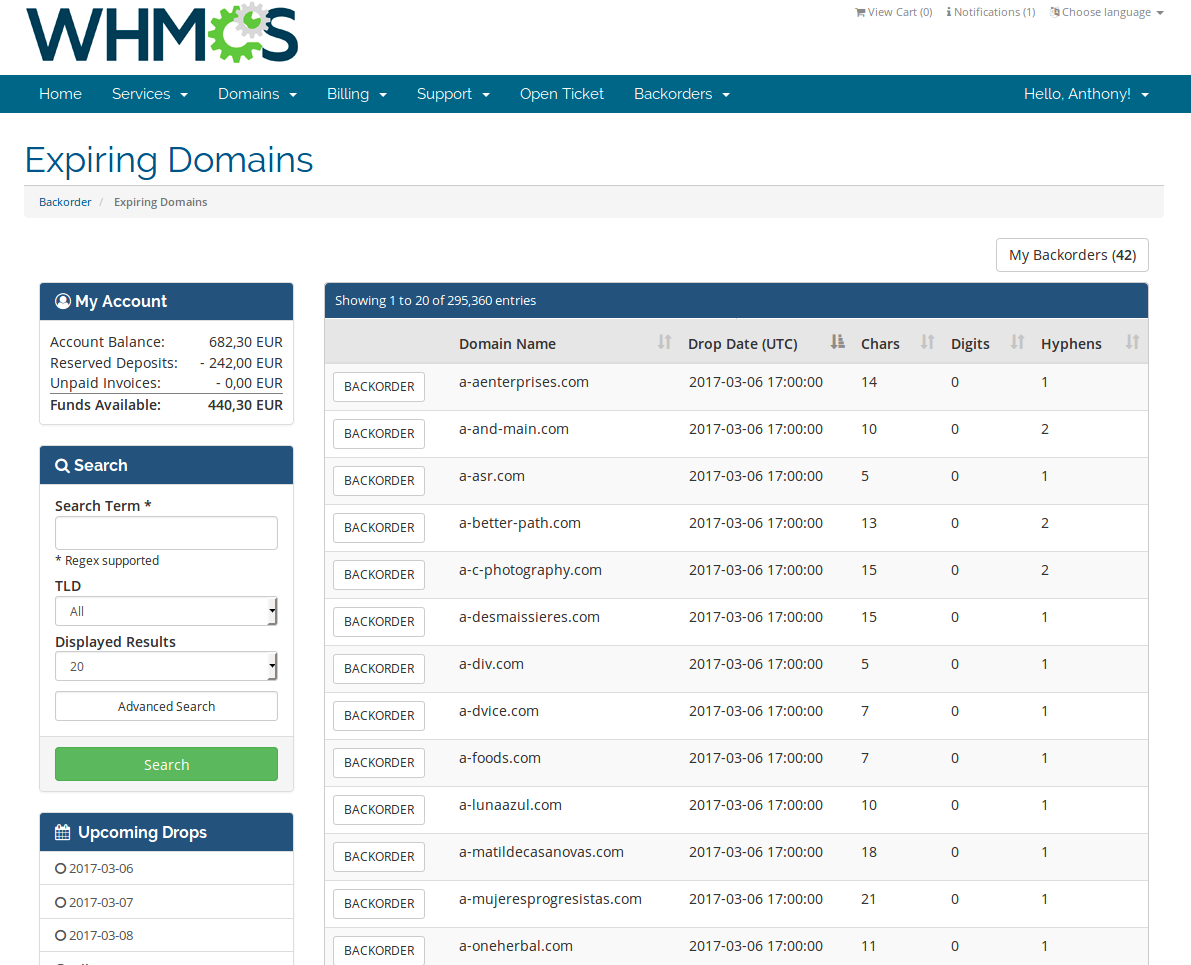 WHMCS
View Cart (0) Notifications (1) Choose language
Home Services Domains Billing Support Open Ticket Backorders Hello, Anthony!
Expiring Domains
Backorder / Expiring Domains
My Backorders (42)
My Account
Account Balance: 682,30 EUR
Reserved Deposits: - 242,00 EUR
Unpaid Invoices: - 0,00 EUR
Funds Available: 440,30 EUR
Search
Search Term *
* Regex supported
TLD
All
Displayed Results
20
Advanced Search
Search
Upcoming Drops
2017-03-06
2017-03-07
2017-03-08
Showing 1 to 20 of 295,360 entries
Domain Name Drop Date (UTC) Chars Digits Hyphens
BACKORDER a-aenterprises.com 2017-03-06 17:00:00 14 0 1
BACKORDER a-and-main.com 2017-03-06 17:00:00 10 0 2
BACKORDER a-asr.com 2017-03-06 17:00:00 5 0 1
BACKORDER a-better-path.com 2017-03-06 17:00:00 13 0 2
BACKORDER a-c-photography.com 2017-03-06 17:00:00 15 0 2
BACKORDER a-desmaissieres.com 2017-03-06 17:00:00 15 0 1
BACKORDER a-div.com 2017-03-06 17:00:00 5 0 1
BACKORDER a-dvice.com 2017-03-06 17:00:00 7 0 1
BACKORDER a-foods.com 2017-03-06 17:00:00 7 0 1
BACKORDER a-lunaazul.com 2017-03-06 17:00:00 10 0 1
BACKORDER a-matildecasanovas.com 2017-03-06 17:00:00 18 0 1
BACKORDER a-mujeresprogresistas.com 2017-03-06 17:00:00 21 0 1
BACKORDER a-oneherbal.com 2017-03-06 17:00:00 11 0 1